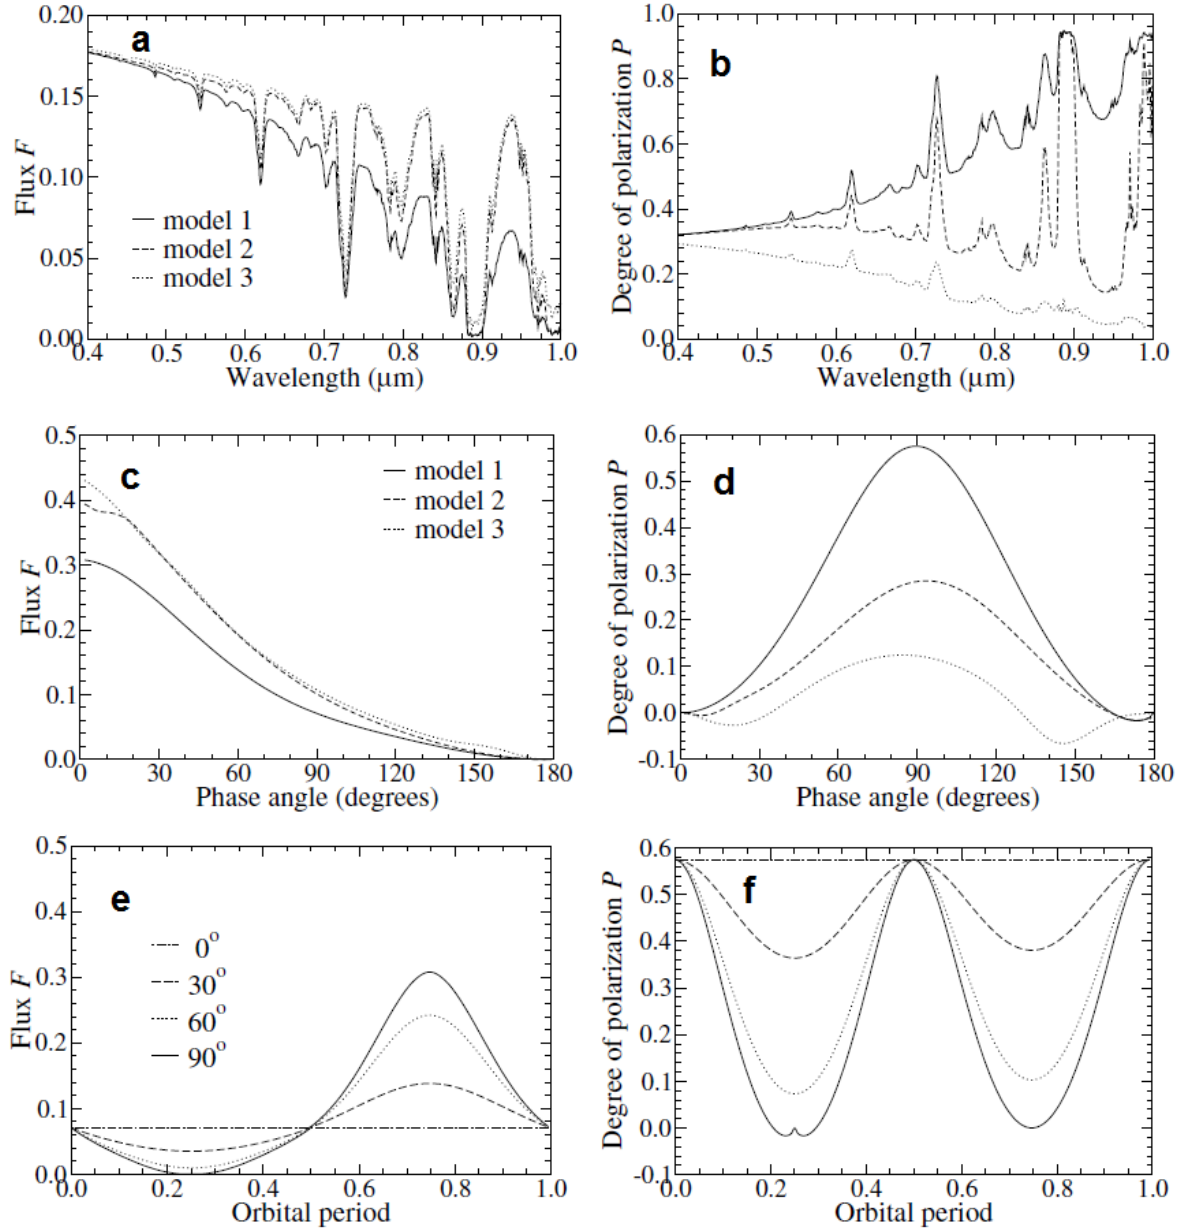 a
Flux F
0.20
0.15
0.10
0.05
0.00
model 1
model 2
model 3
0.4 0.5 0.6 0.7 0.8 0.9 1.0
Wavelength (μm)
b
Degree of polarization P
1.0
0.8
0.6
0.4
0.2
0.0
0.4 0.5 0.6 0.7 0.8 0.9 1.0
Wavelength (μm)
c
Flux F
0.5
0.4
0.3
0.2
0.1
0.0
model 1
model 2
model 3
0 30 60 90 120 150 180
Phase angle (degrees)
d
Degree of polarization P
0.6
0.5
0.4
0.3
0.2
0.1
0.0
-0.1
0 30 60 90 120 150 180
Phase angle (degrees)
e
Flux F
0.5
0.4
0.3
0.2
0.1
0.0
0°
30°
60°
90°
0.0 0.2 0.4 0.6 0.8 1.0
Orbital period
f
Degree of polarization P
0.6
0.5
0.4
0.3
0.2
0.1
0.0
-0.1
0.0 0.2 0.4 0.6 0.8 1.0
Orbital period